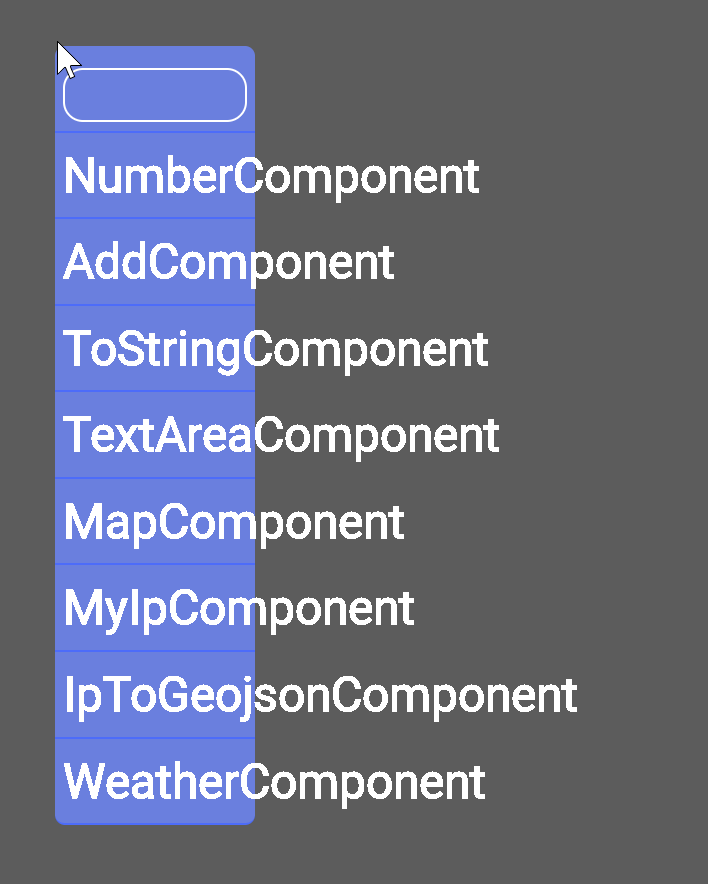 NumberComponent
AddComponent
ToStringComponent
TextAreaComponent
MapComponent
MyIpComponent
IpToGeojsonComponent
WeatherComponent